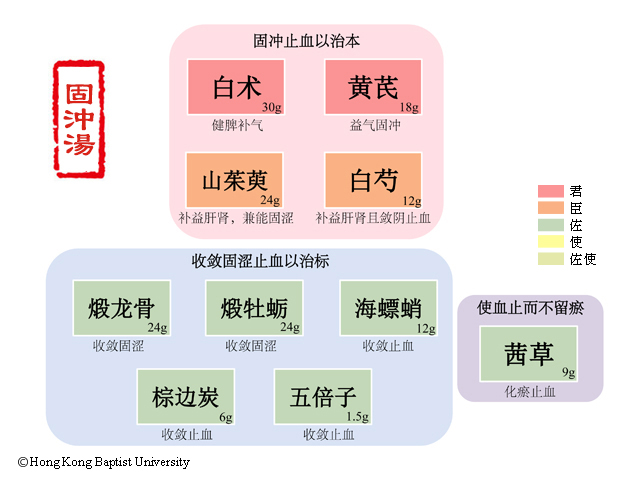 固沖湯
固冲止血以治本
白术
30g
健脾补气
黄芪
18g
益气固冲
山茱萸
24g
补益肝肾，兼能固涩
白芍
12g
补益肝肾且敛阴止血
君
臣
佐
使
佐使
收敛固涩止血以治标
煅龙骨
24g
收敛固涩
煅牡蛎
24g
收敛固涩
海螵蛸
12g
收敛止血
棕边炭
6g
收敛止血
五倍子
1.5g
收敛止血
使血止而不留瘀
茜草
9g
化瘀止血
©Hong Kong Baptist University